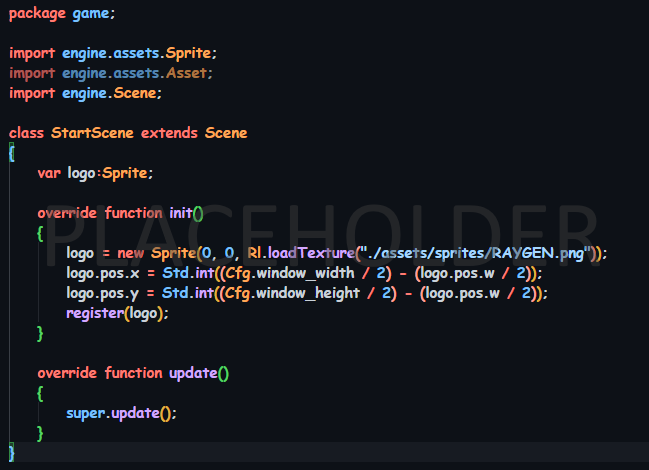 package game;
import engine.assets.Sprite;
import engine.assets.Asset;
import engine.Scene;
class StartScene extends Scene
{
var logo:Sprite;
override function init()
{
logo = new Sprite(0, 0, Rl.loadTexture("./assets/sprites/RAYGEN.png"));
logo.pos.x = Std.int((Cfg.window_width / 2) - (logo.pos.w / 2));
logo.pos.y = Std.int((Cfg.window_height / 2) - (logo.pos.w / 2));
register(logo);
}
override function update()
{
super.update();
}
}
PLACEHOLDER